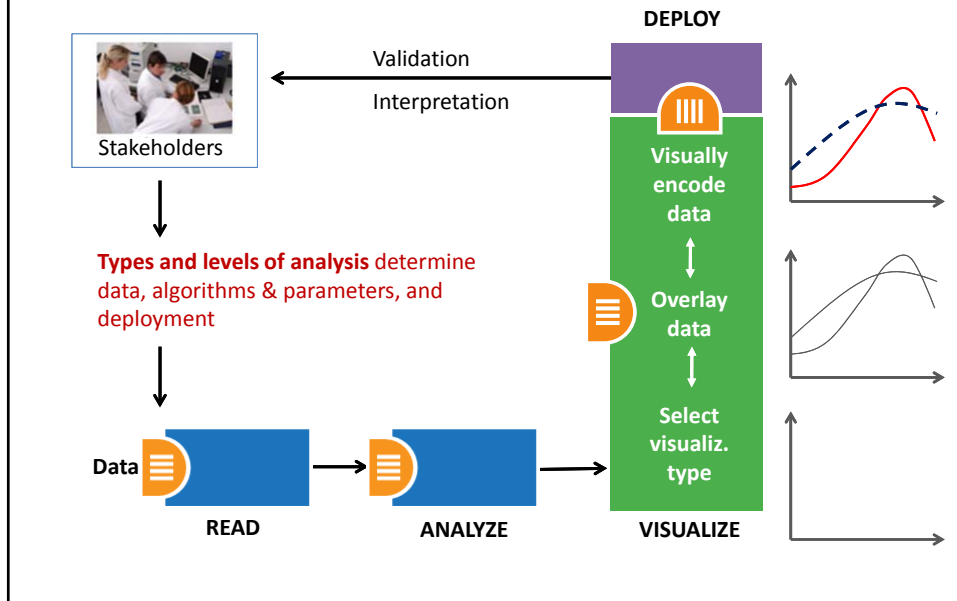 DEPLOY
Validation
Interpretation
Stakeholders
Visually
encode
data
Types and levels of analysis determine
data, algorithms & parameters, and
deployment
Overlay
data
Select
visualiz.
type
Data
READ
ANALYZE
VISUALIZE